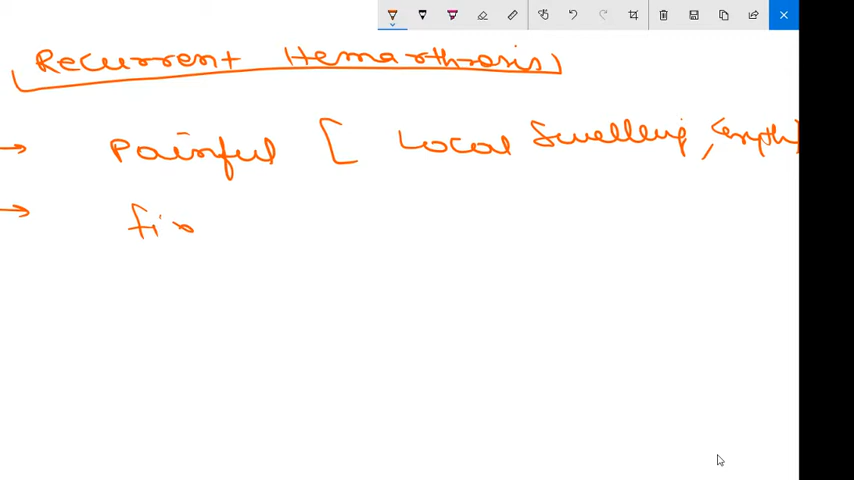 Recurrent Hemarthrosis
→ Painful [ Local Swelling,
→